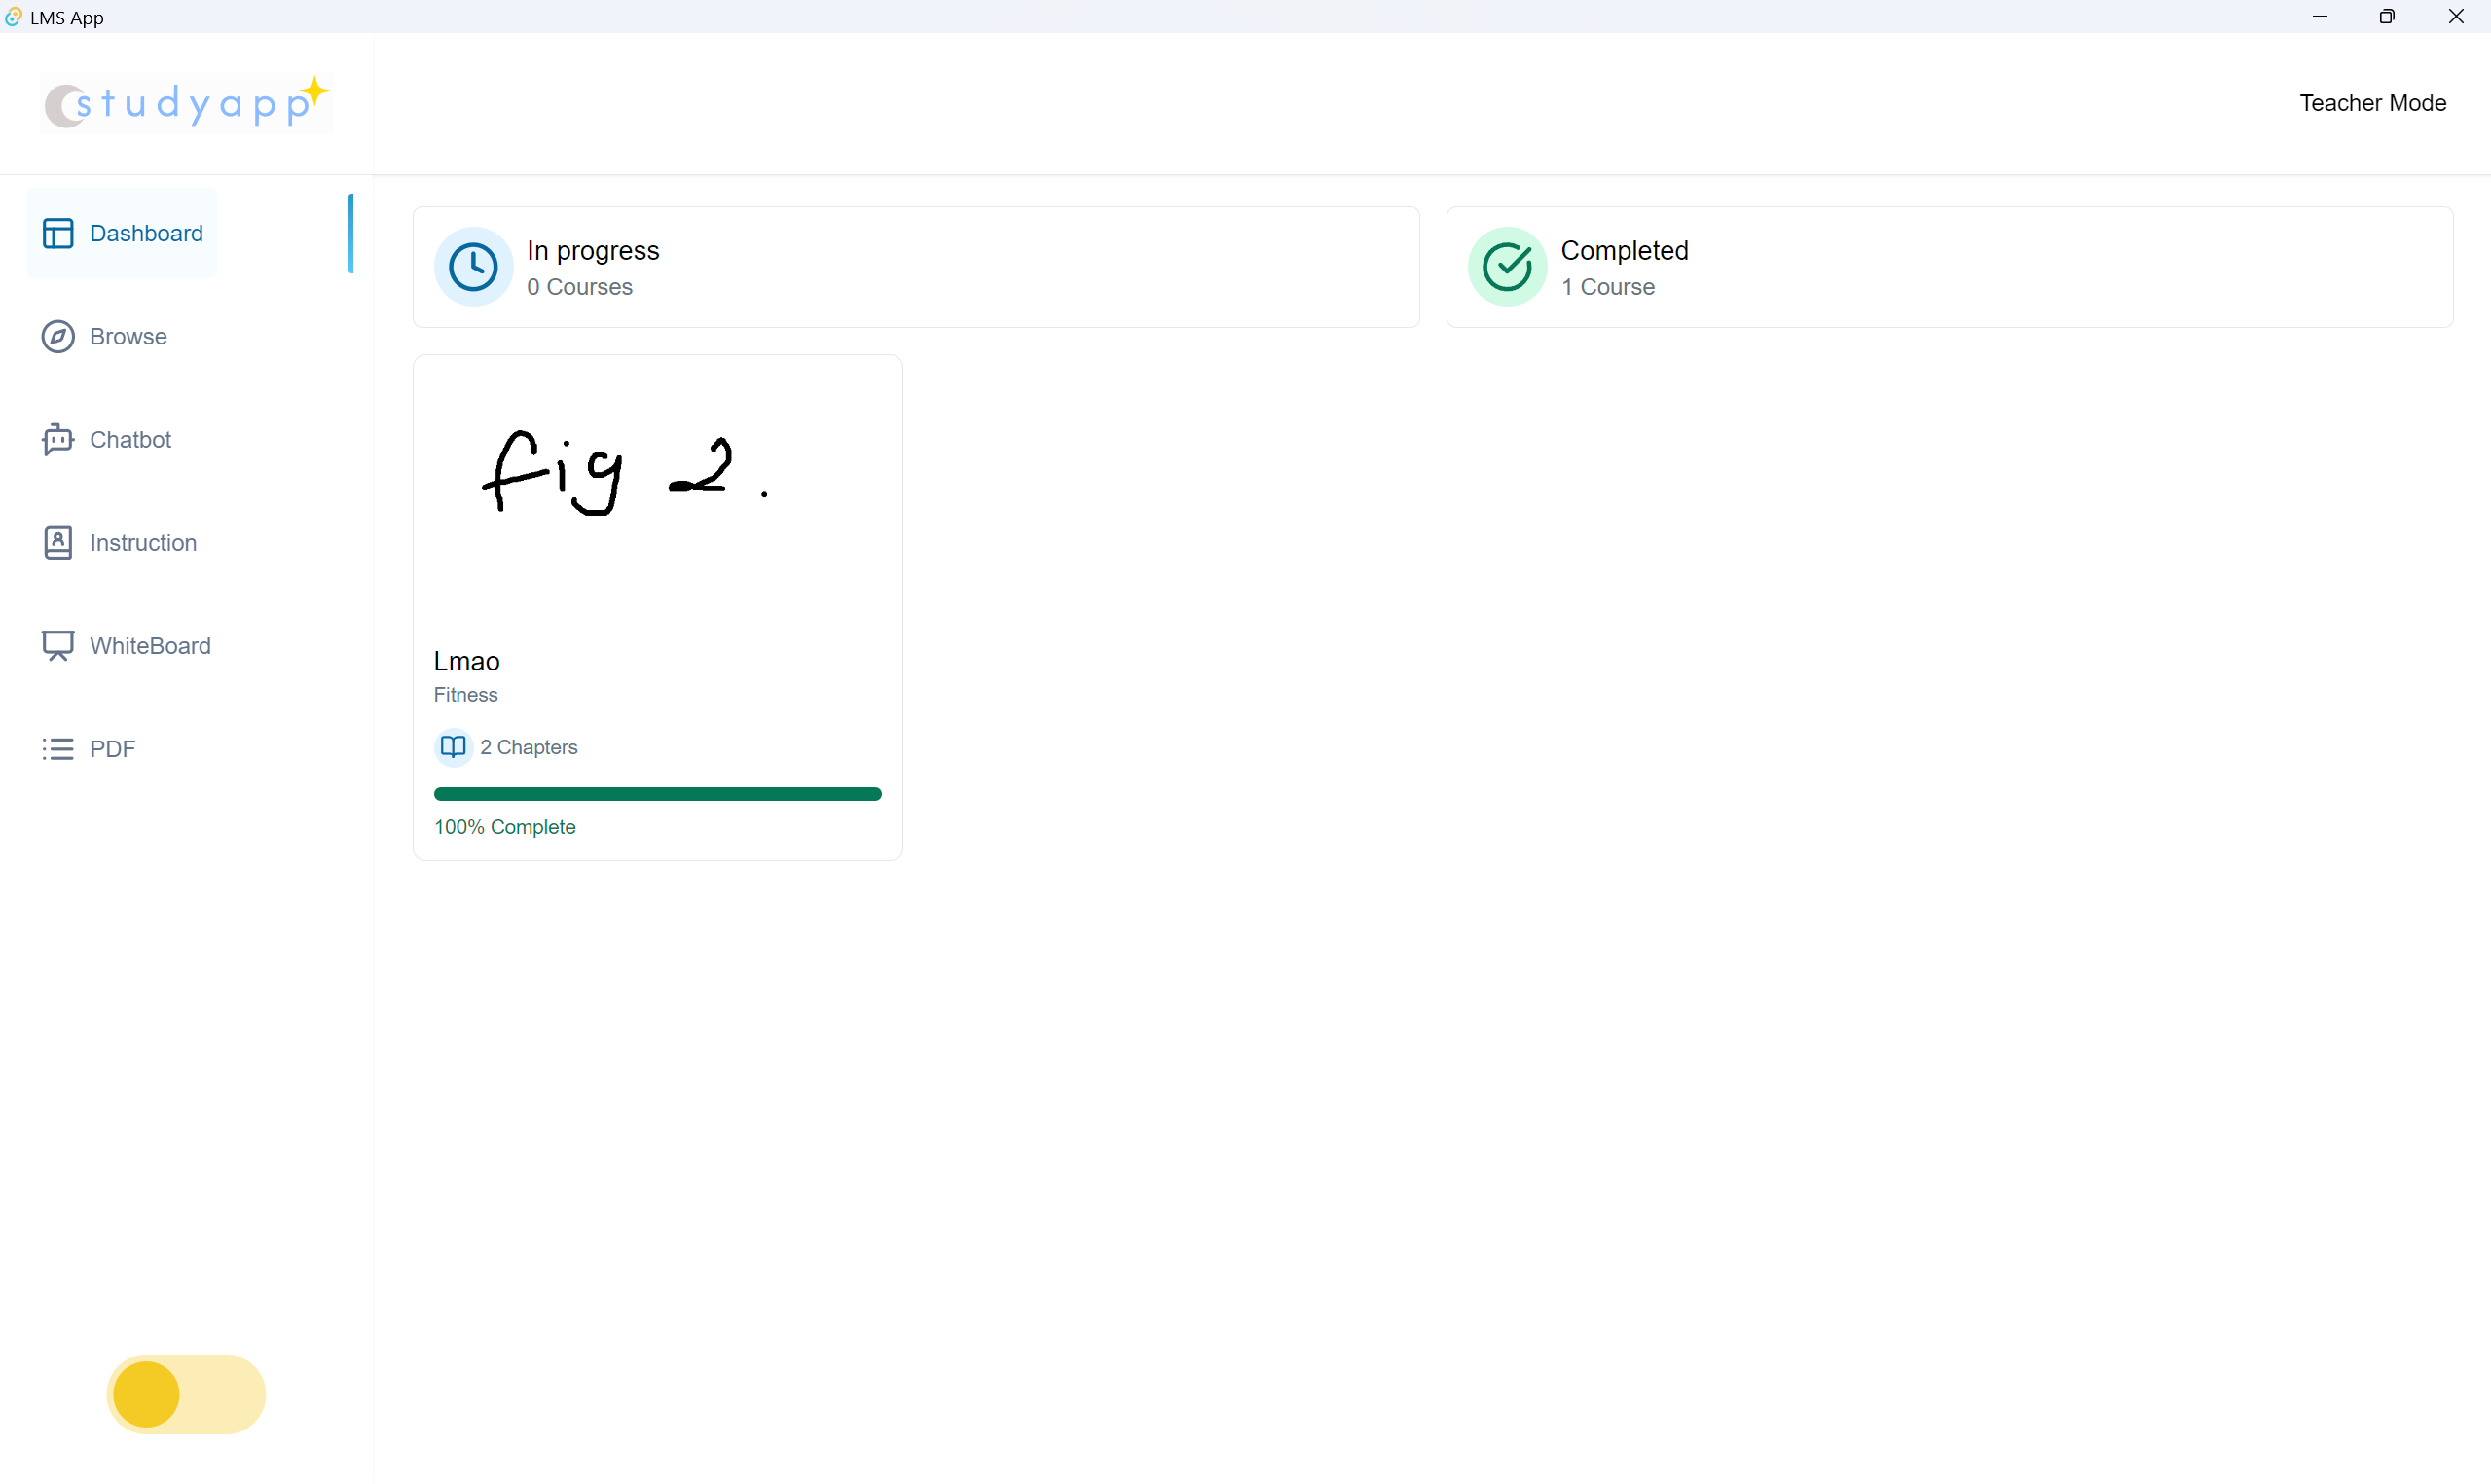 LMS App
studyapp
Teacher Mode
Dashboard
Browse
Chatbot
Instruction
WhiteBoard
PDF
In progress
0 Courses
Completed
1 Course
fig 2.
Lmao
Fitness
2 Chapters
100% Complete